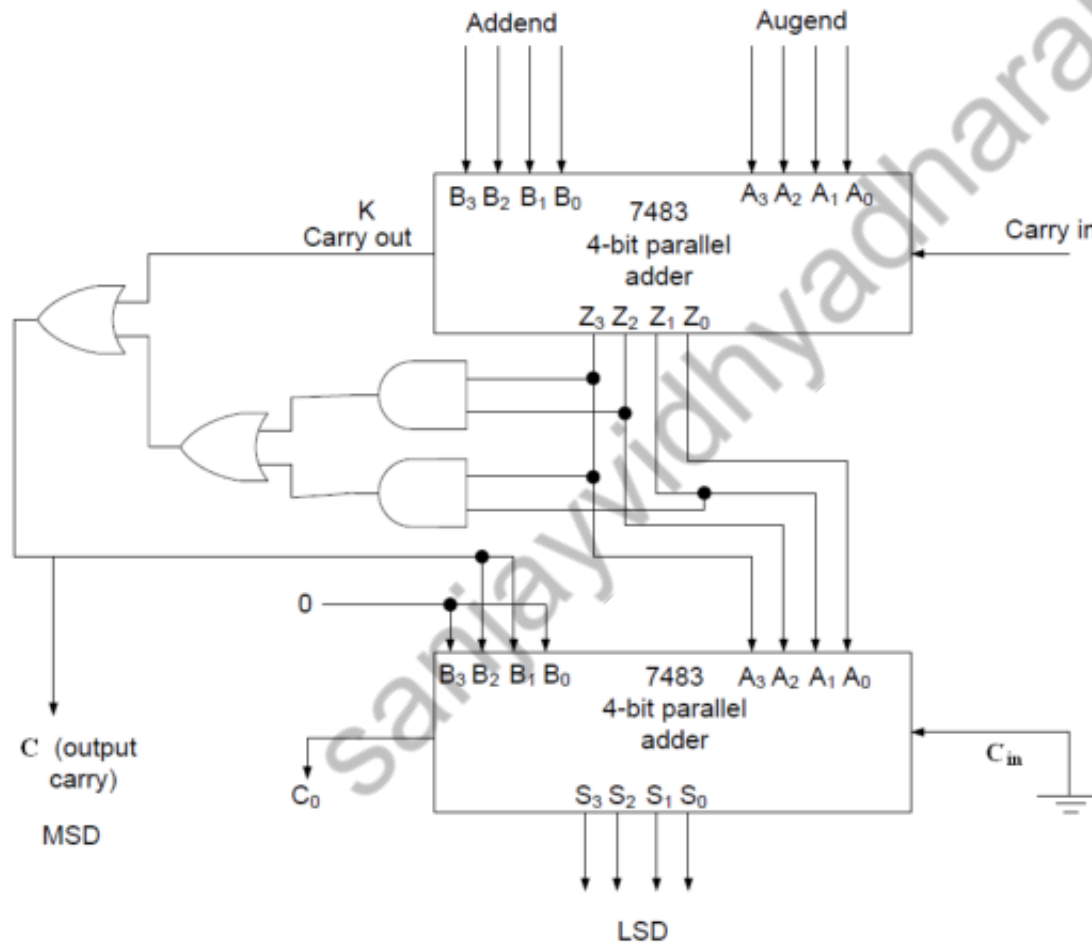 Addend
Augend
B3 B2 B1 B0
A3 A2 A1 A0
K
Carry out
7483
4-bit parallel
adder
Carry in
Z3 Z2 Z1 Z0
0
B3 B2 B1 B0
A3 A2 A1 A0
7483
4-bit parallel
adder
Cin
C (output
carry)
C0
S3 S2 S1 S0
MSD
LSD
sanjayvidhyadhara